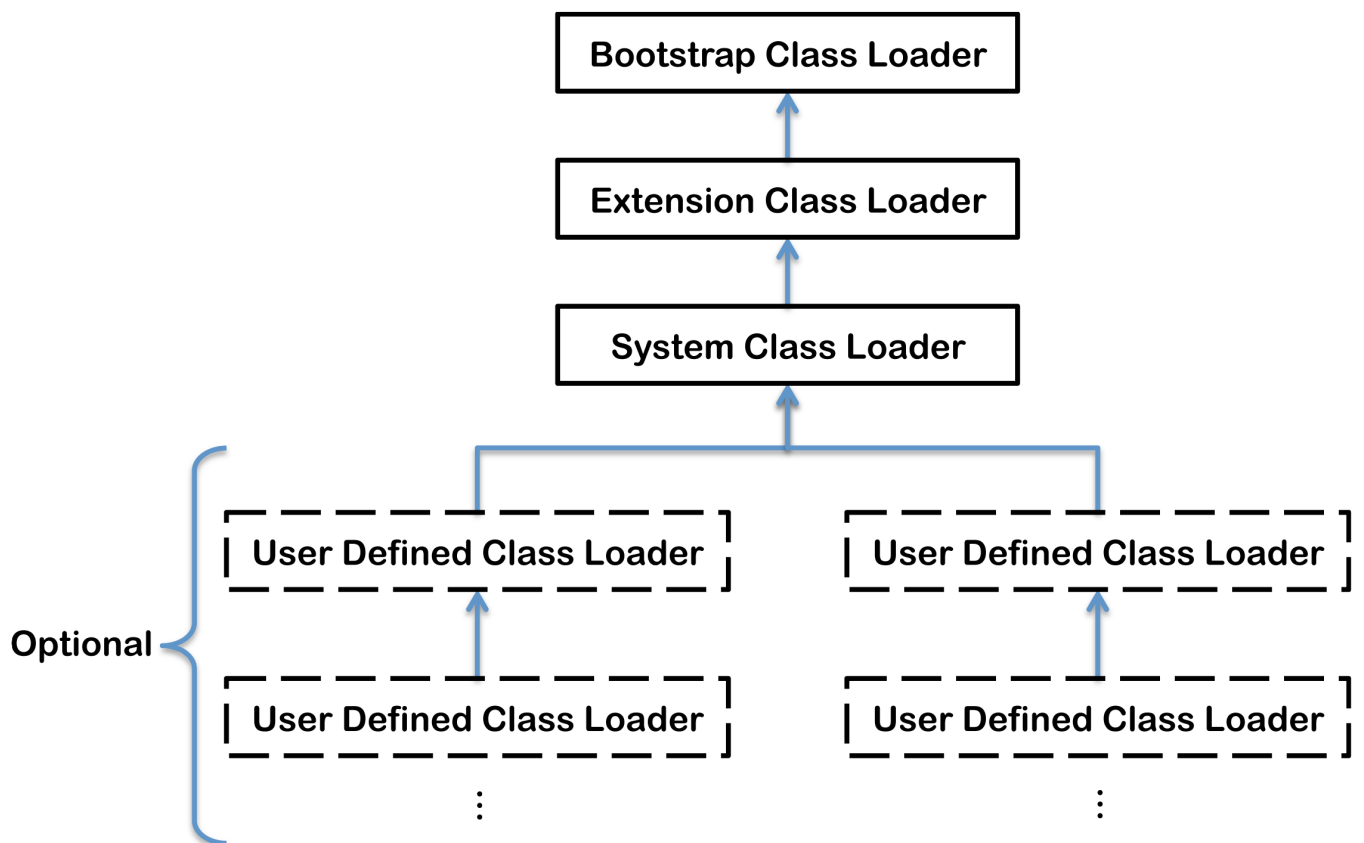 Bootstrap Class Loader
Extension Class Loader
System Class Loader
User Defined Class Loader
User Defined Class Loader
Optional
User Defined Class Loader
User Defined Class Loader
⋮
⋮